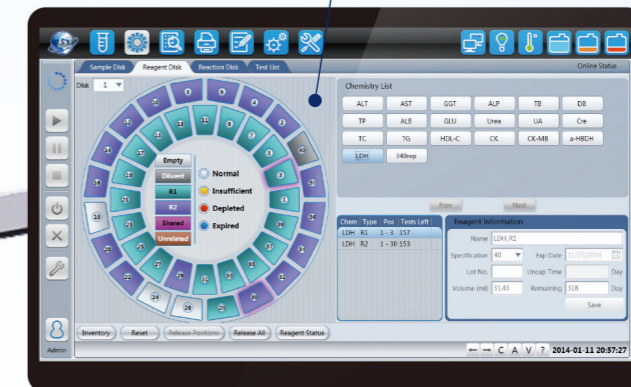 Sample Disk Reagent Disk Reaction Disk Test List Online Status
Disk 1
Empty
Diluent
R1
R2
Shared
Unrelated
Normal
Insufficient
Depleted
Expired
Chemistry List
ALT AST GGT ALP TB DB
TP ALB GLU Urea UA Cre
TC TG HDL-C CK CK-MB a-HBDH
LDH 340rep
Prev Next
Chem Type Pos Tests Left
LDH R1 1 - 3 157
LDH R2 1 - 30 153
Reagent Information
Name LDH,R1
Specification 40 Exp Date 11/25/2014
Lot No. Uncap Time Day
Volume (ml) 31.43 Remaining 318 Day
Save
Inventory Reset Release Positions Release All Reagent Status
Admin
← → C A V ? 2014-01-11 20:57:27